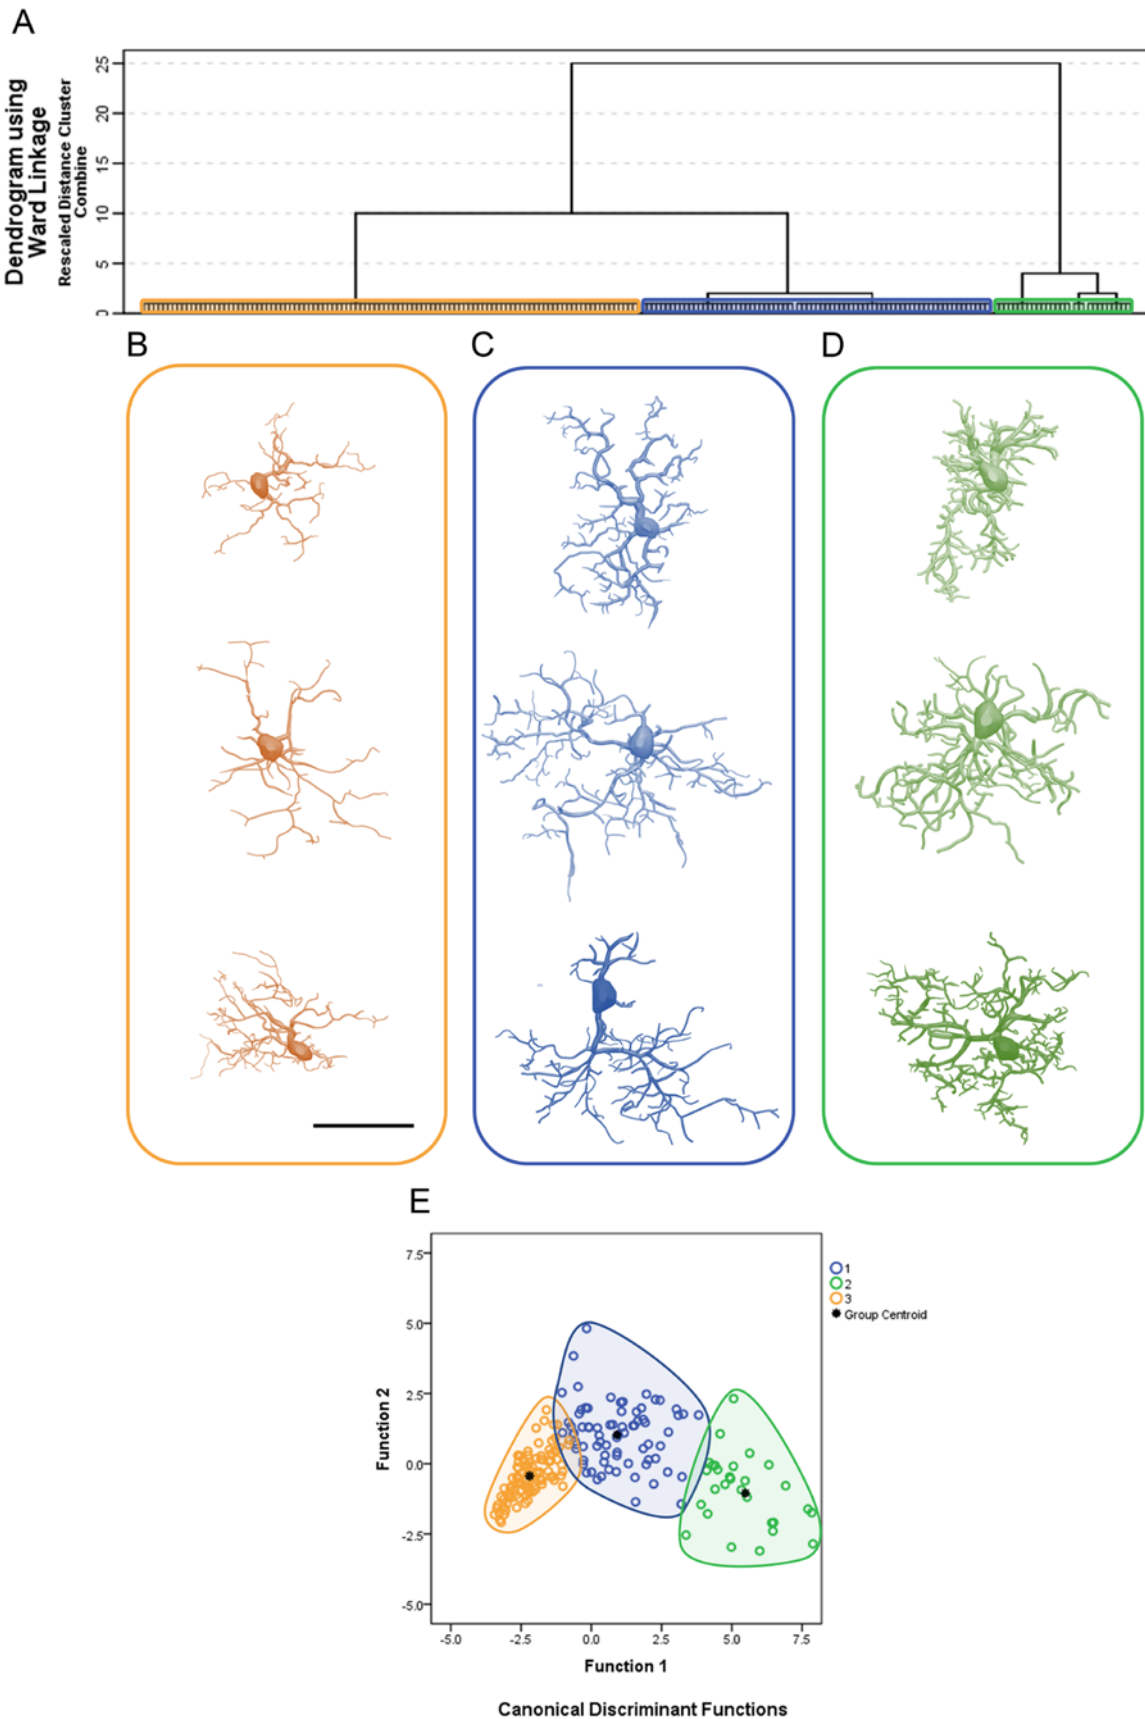 A
Dendrogram using
Ward Linkage
Rescaled Distance Cluster
Combine
25
20
15
10
5
0
B
C
D
E
7.5
5.0
2.5
0.0
-2.5
-5.0
Function 2
1
2
3
Group Centroid
-5.0 -2.5 0.0 2.5 5.0 7.5
Function 1
Canonical Discriminant Functions